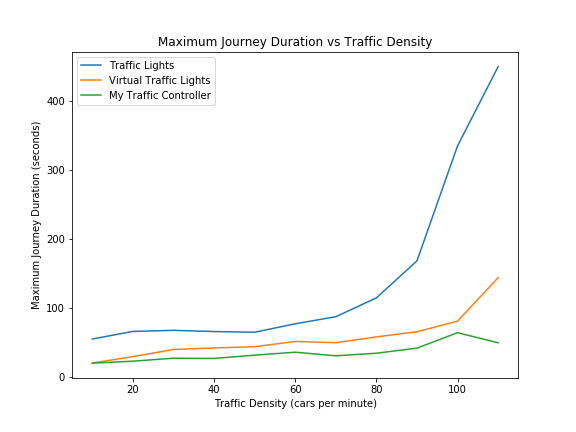 Maximum Journey Duration vs Traffic Density
Traffic Lights
Virtual Traffic Lights
My Traffic Controller
Maximum Journey Duration (seconds)
400
300
200
100
0
20
40
60
80
100
Traffic Density (cars per minute)